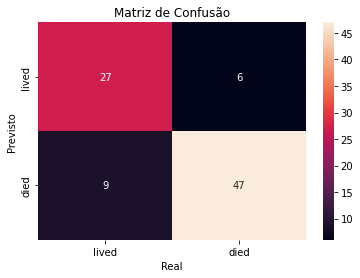 Matriz de Confusão
Previsto
lived
27
6
died
9
47
lived
died
Real
45
40
35
30
25
20
15
10